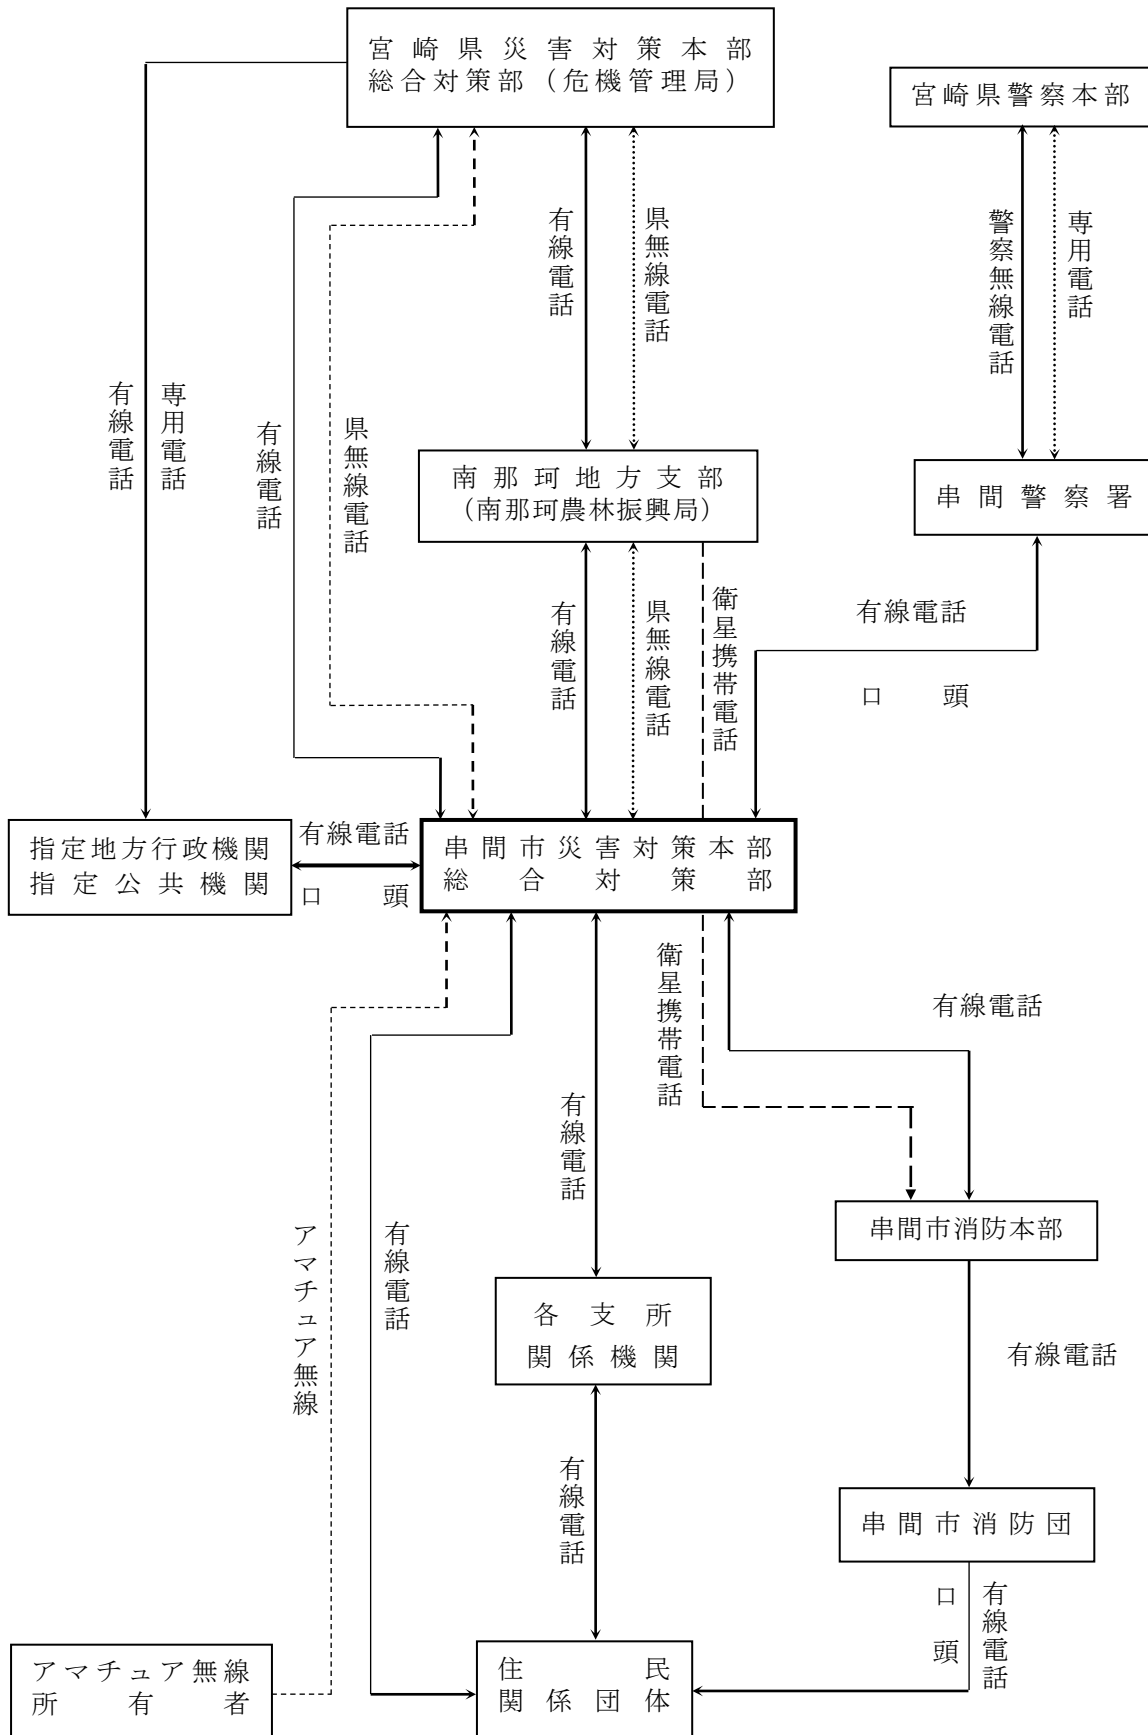 宮崎県災害対策本部
総合対策部（危機管理局）
宮崎県警察本部
有線電話
県無線電話
警察無線電話
専用電話
有線電話
専用電話
有線電話
県無線電話
南那珂地方支部
（南那珂農林振興局）
串間警察署
有線電話
県無線電話
衛星携帯電話
有線電話
口頭
指定地方行政機関
指定公共機関
有線電話
口頭
串間市災害対策本部
総合対策部
衛星携帯電話
有線電話
有線電話
アマチュア無線
有線電話
串間市消防本部
各支所
関係機関
有線電話
有線電話
串間市消防団
口頭
有線電話
アマチュア無線
所有者
住民
関係団体